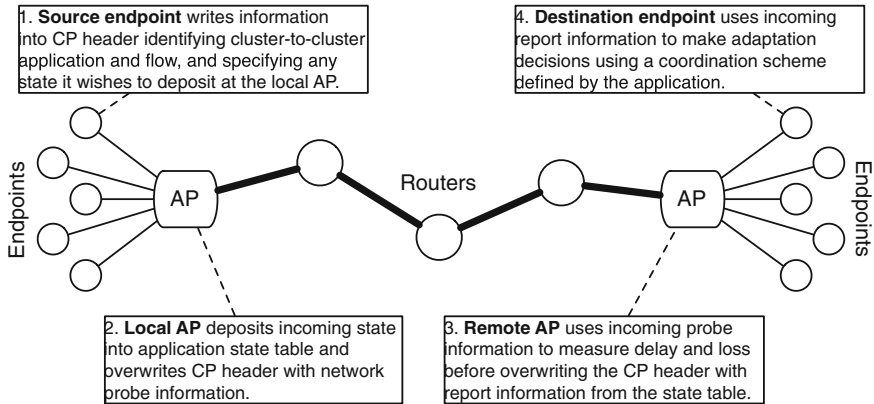 1. Source endpoint writes information
into CP header identifying cluster-to-cluster
application and flow, and specifying any
state it wishes to deposit at the local AP.
4. Destination endpoint uses incoming
report information to make adaptation
decisions using a coordination scheme
defined by the application.
Endpoints
AP
Routers
AP
Endpoints
2. Local AP deposits incoming state
into application state table and
overwrites CP header with network
probe information.
3. Remote AP uses incoming probe
information to measure delay and loss
before overwriting the CP header with
report information from the state table.